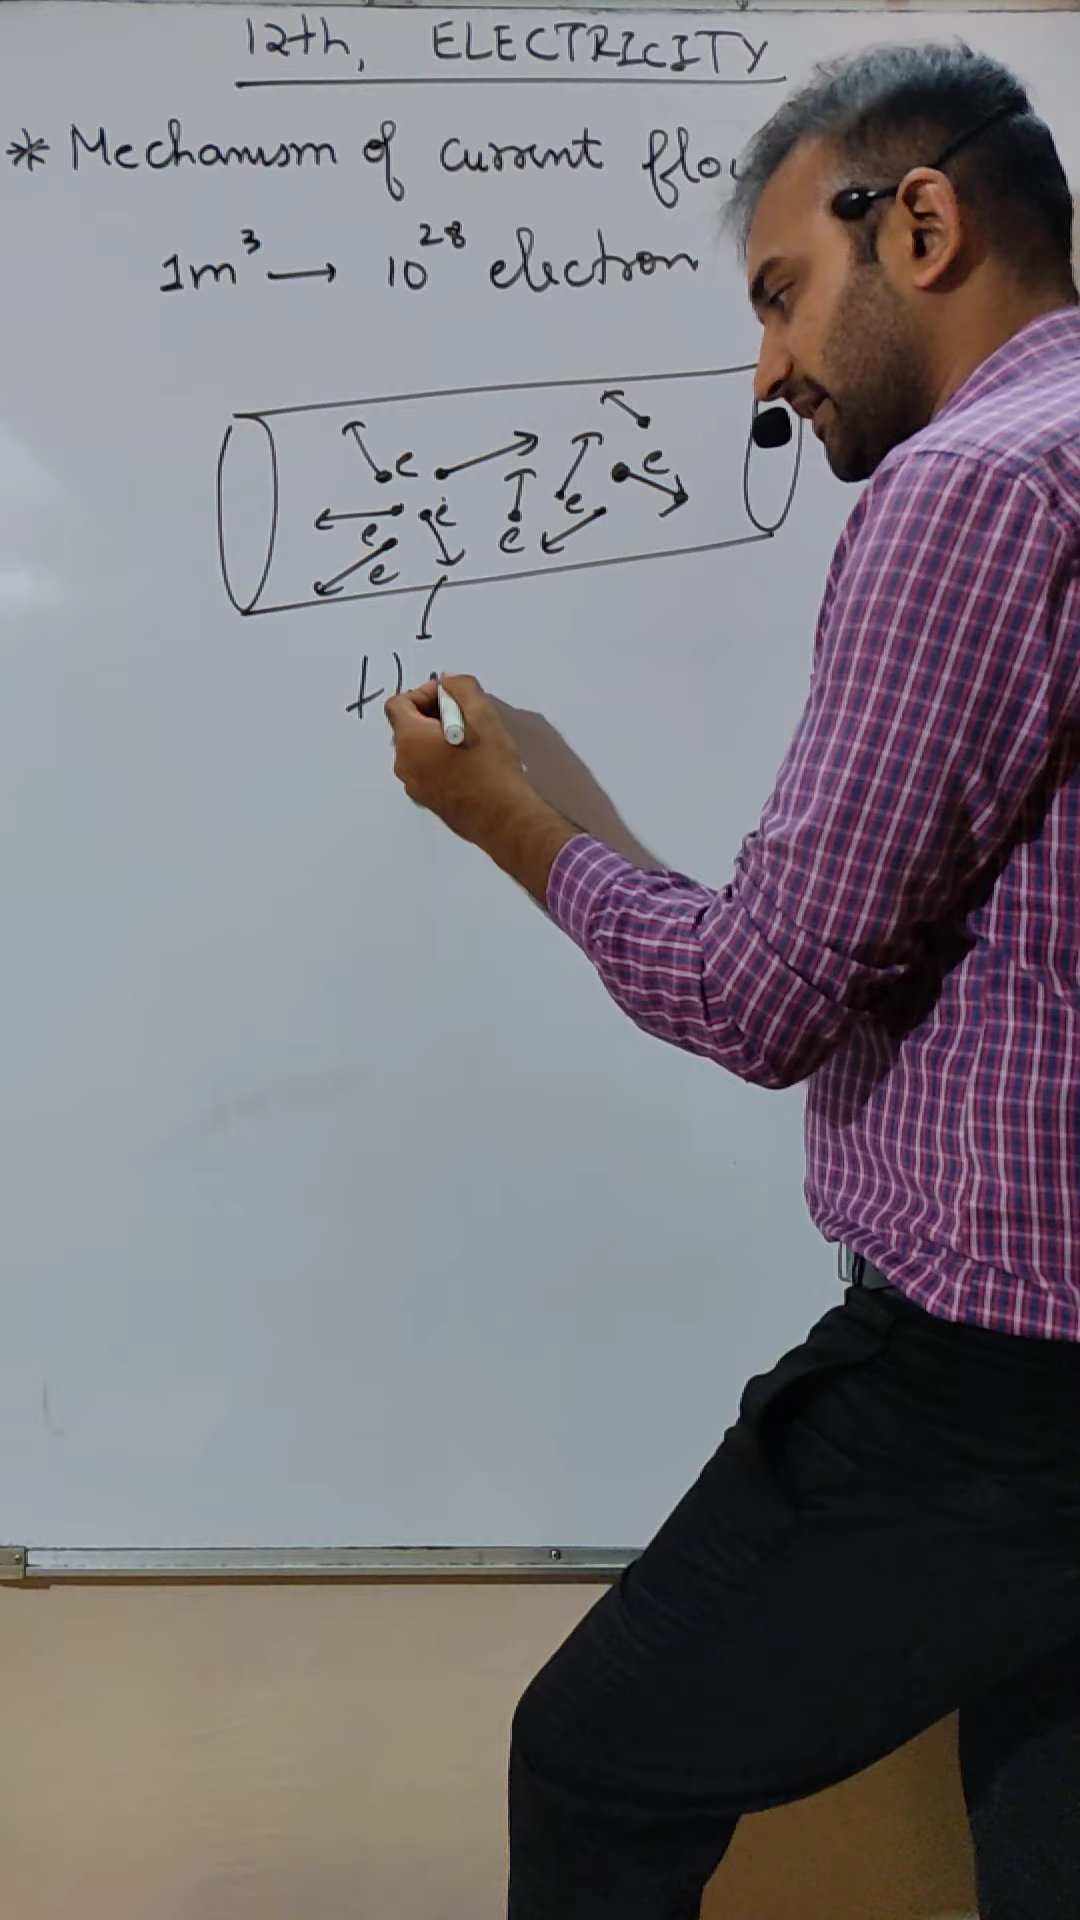 12th, ELECTRICITY
* Mechanism of current flo
1m³ → 10²⁸ electron
e e
e e e
e e